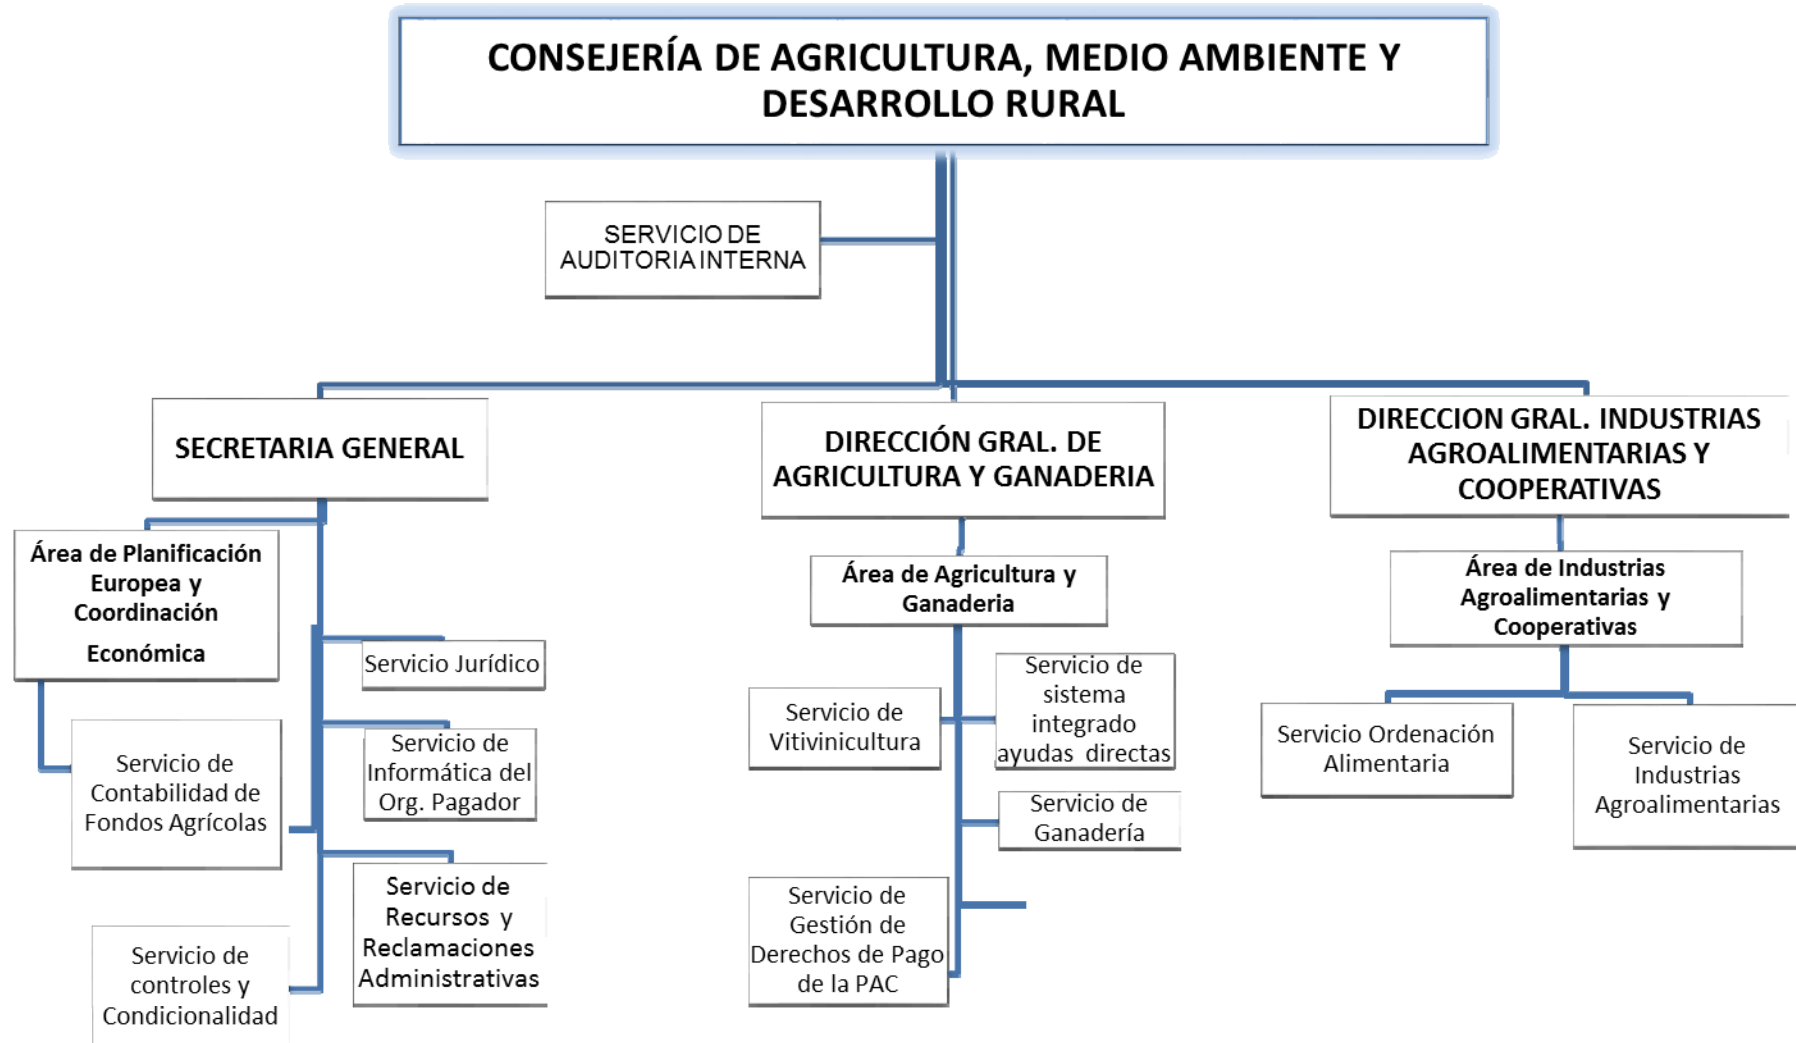 CONSEJERÍA DE AGRICULTURA, MEDIO AMBIENTE Y
DESARROLLO RURAL
SERVICIO DE
AUDITORIA INTERNA
SECRETARIA GENERAL
DIRECCIÓN GRAL. DE
AGRICULTURA Y GANADERIA
DIRECCION GRAL. INDUSTRIAS
AGROALIMENTARIAS Y
COOPERATIVAS
Área de Planificación
Europea y
Coordinación
Económica
Servicio Jurídico
Servicio de
Contabilidad de
Fondos Agrícolas
Servicio de
Informática del
Org. Pagador
Servicio de
Recursos y
Reclamaciones
Administrativas
Servicio de
controles y
Condicionalidad
Área de Agricultura y
Ganaderia
Servicio de
Vitivinicultura
Servicio de
sistema
integrado
ayudas directas
Servicio de
Ganadería
Servicio de
Gestión de
Derechos de Pago
de la PAC
Área de Industrias
Agroalimentarias y
Cooperativas
Servicio Ordenación
Alimentaria
Servicio de
Industrias
Agroalimentarias